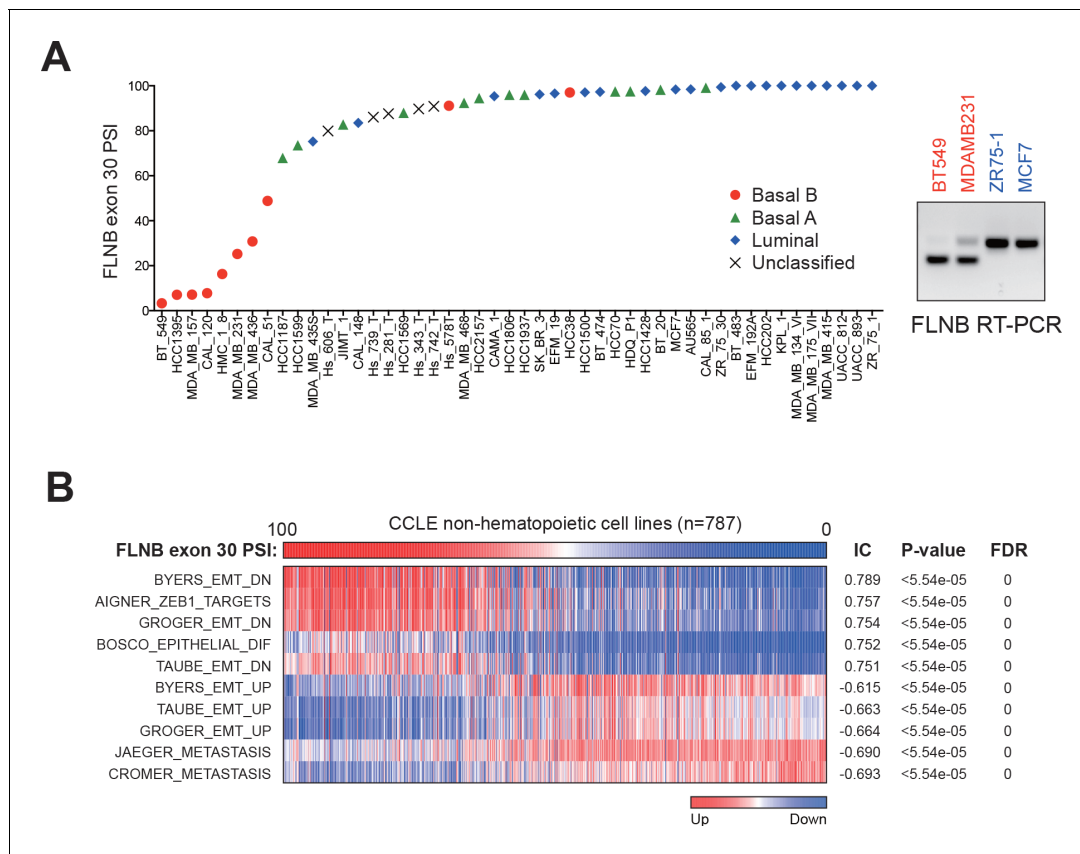 A
FLNB exon 30 PSI
100
80
60
40
20
0
Basal B
Basal A
Luminal
Unclassified
BT_549
HCC1395
MDA_MB_157
CAL_120
HMC_1_8
MDA_MB_231
MDA_MB_436
CAL_51
HCC1187
HCC1599
MDA_MB_435S
Hs_606_T
JIMT_1
CAL_148
Hs_739_T
Hs_281_T
HCC1569
Hs_343_T
Hs_742_T
Hs_578T
MDA_MB_468
HCC2157
CAMA_1
HCC1806
HCC1937
SK_BR_3
EFM_19
HCC38
HCC1500
BT_474
HCC70
HDQ_P1
HCC1428
BT_20
MCF7
AU565
CAL_85_1
ZR_75_30
BT_483
EFM_192A
HCC202
KPL_1
MDA_MB_134_VI
MDA_MB_175_VII
MDA_MB_415
UACC_812
UACC_893
ZR_75_1
BT549
MDAMB231
ZR75-1
MCF7
FLNB RT-PCR
B
100 CCLE non-hematopoietic cell lines (n=787) 0
FLNB exon 30 PSI: IC P-value FDR
BYERS_EMT_DN 0.789 <5.54e-05 0
AIGNER_ZEB1_TARGETS 0.757 <5.54e-05 0
GROGER_EMT_DN 0.754 <5.54e-05 0
BOSCO_EPITHELIAL_DIF 0.752 <5.54e-05 0
TAUBE_EMT_DN 0.751 <5.54e-05 0
BYERS_EMT_UP -0.615 <5.54e-05 0
TAUBE_EMT_UP -0.663 <5.54e-05 0
GROGER_EMT_UP -0.664 <5.54e-05 0
JAEGER_METASTASIS -0.690 <5.54e-05 0
CROMER_METASTASIS -0.693 <5.54e-05 0
Up Down